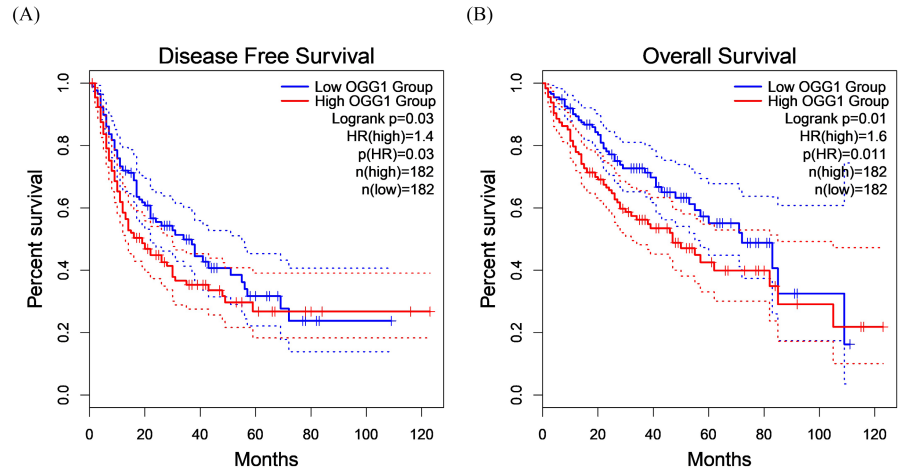 (A)
Disease Free Survival
Low OGG1 Group
High OGG1 Group
Logrank p=0.03
HR(high)=1.4
p(HR)=0.03
n(high)=182
n(low)=182
Percent survival
1.0
0.8
0.6
0.4
0.2
0.0
0 20 40 60 80 100 120
Months
(B)
Overall Survival
Low OGG1 Group
High OGG1 Group
Logrank p=0.01
HR(high)=1.6
p(HR)=0.011
n(high)=182
n(low)=182
Percent survival
1.0
0.8
0.6
0.4
0.2
0.0
0 20 40 60 80 100 120
Months